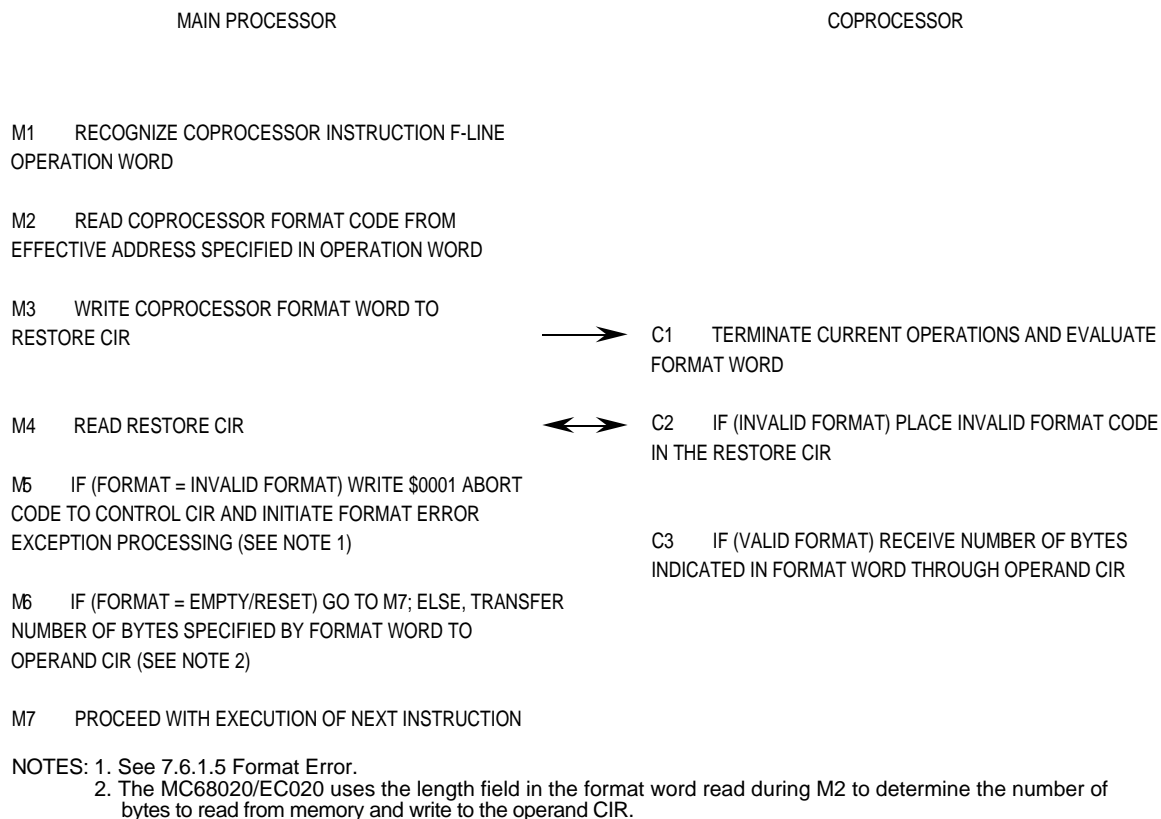 MAIN PROCESSOR
COPROCESSOR
M1 RECOGNIZE COPROCESSOR INSTRUCTION F-LINE
OPERATION WORD
M2 READ COPROCESSOR FORMAT CODE FROM
EFFECTIVE ADDRESS SPECIFIED IN OPERATION WORD
M3 WRITE COPROCESSOR FORMAT WORD TO
RESTORE CIR
C1 TERMINATE CURRENT OPERATIONS AND EVALUATE
FORMAT WORD
M4 READ RESTORE CIR
C2 IF (INVALID FORMAT) PLACE INVALID FORMAT CODE
IN THE RESTORE CIR
M5 IF (FORMAT = INVALID FORMAT) WRITE $0001 ABORT
CODE TO CONTROL CIR AND INITIATE FORMAT ERROR
EXCEPTION PROCESSING (SEE NOTE 1)
C3 IF (VALID FORMAT) RECEIVE NUMBER OF BYTES
INDICATED IN FORMAT WORD THROUGH OPERAND CIR
M6 IF (FORMAT = EMPTY/RESET) GO TO M7; ELSE, TRANSFER
NUMBER OF BYTES SPECIFIED BY FORMAT WORD TO
OPERAND CIR (SEE NOTE 2)
M7 PROCEED WITH EXECUTION OF NEXT INSTRUCTION
NOTES: 1. See 7.6.1.5 Format Error.
2. The MC68020/EC020 uses the length field in the format word read during M2 to determine the number of
bytes to read from memory and write to the operand CIR.